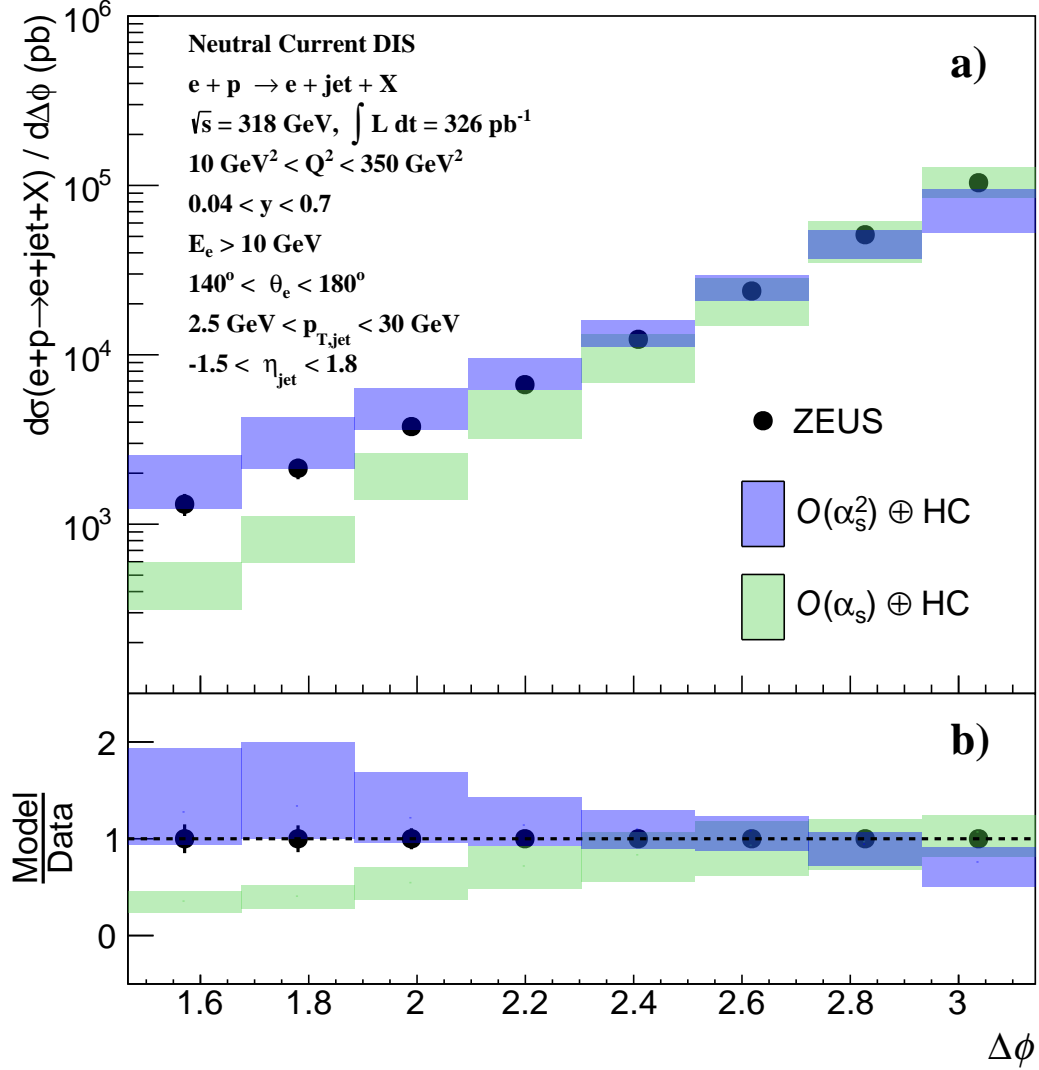 dσ(e+p→e+jet+X) / dΔϕ (pb)
10⁶
10⁵
10⁴
10³
Neutral Current DIS
e + p → e + jet + X
√s = 318 GeV, ∫ L dt = 326 pb⁻¹
10 GeV² < Q² < 350 GeV²
0.04 < y < 0.7
E_e > 10 GeV
140° < θ_e < 180°
2.5 GeV < p_T,jet < 30 GeV
-1.5 < η_jet < 1.8
a)
ZEUS
O(α_s²) ⊕ HC
O(α_s) ⊕ HC
b)
Model
Data
2
1
0
1.6 1.8 2 2.2 2.4 2.6 2.8 3
Δϕ